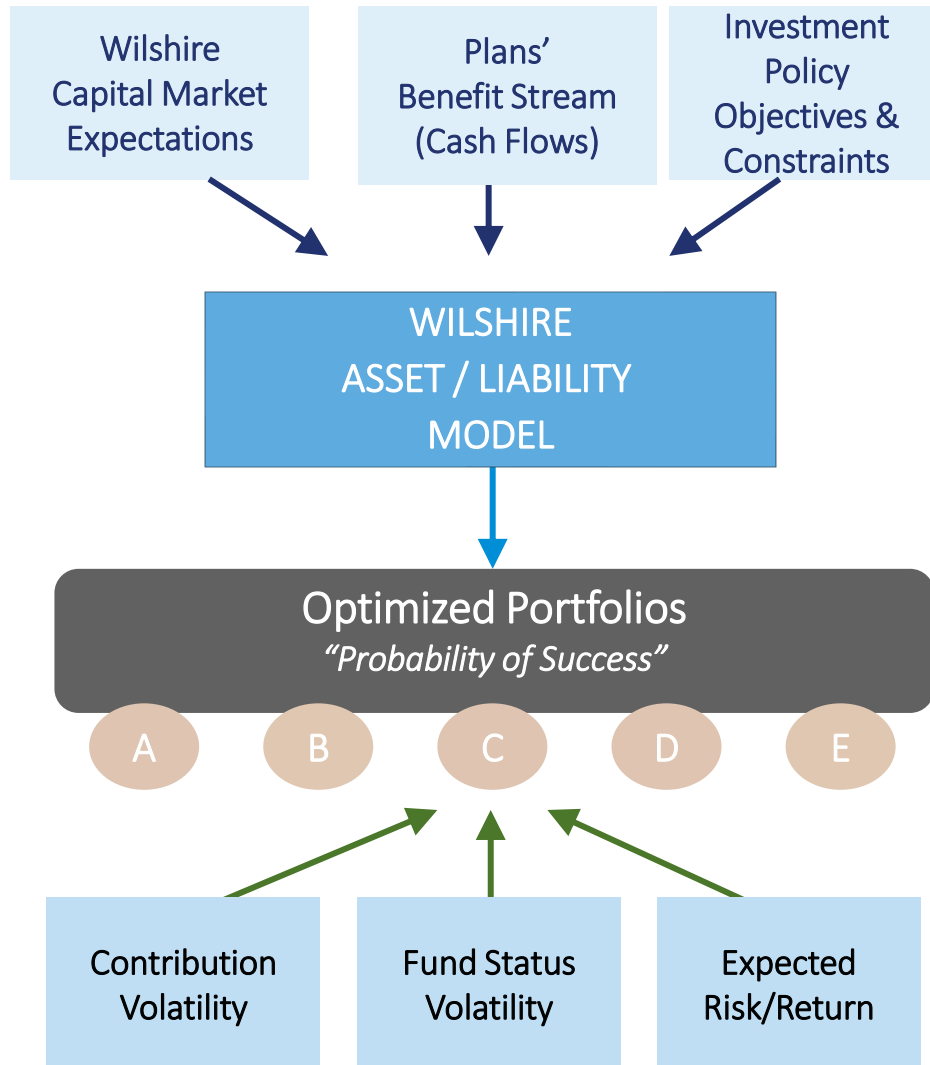 Wilshire
Capital Market
Expectations
Plans’
Benefit Stream
(Cash Flows)
Investment
Policy
Objectives &
Constraints
WILSHIRE
ASSET / LIABILITY
MODEL
Optimized Portfolios
“Probability of Success”
A
B
C
D
E
Contribution
Volatility
Fund Status
Volatility
Expected
Risk/Return